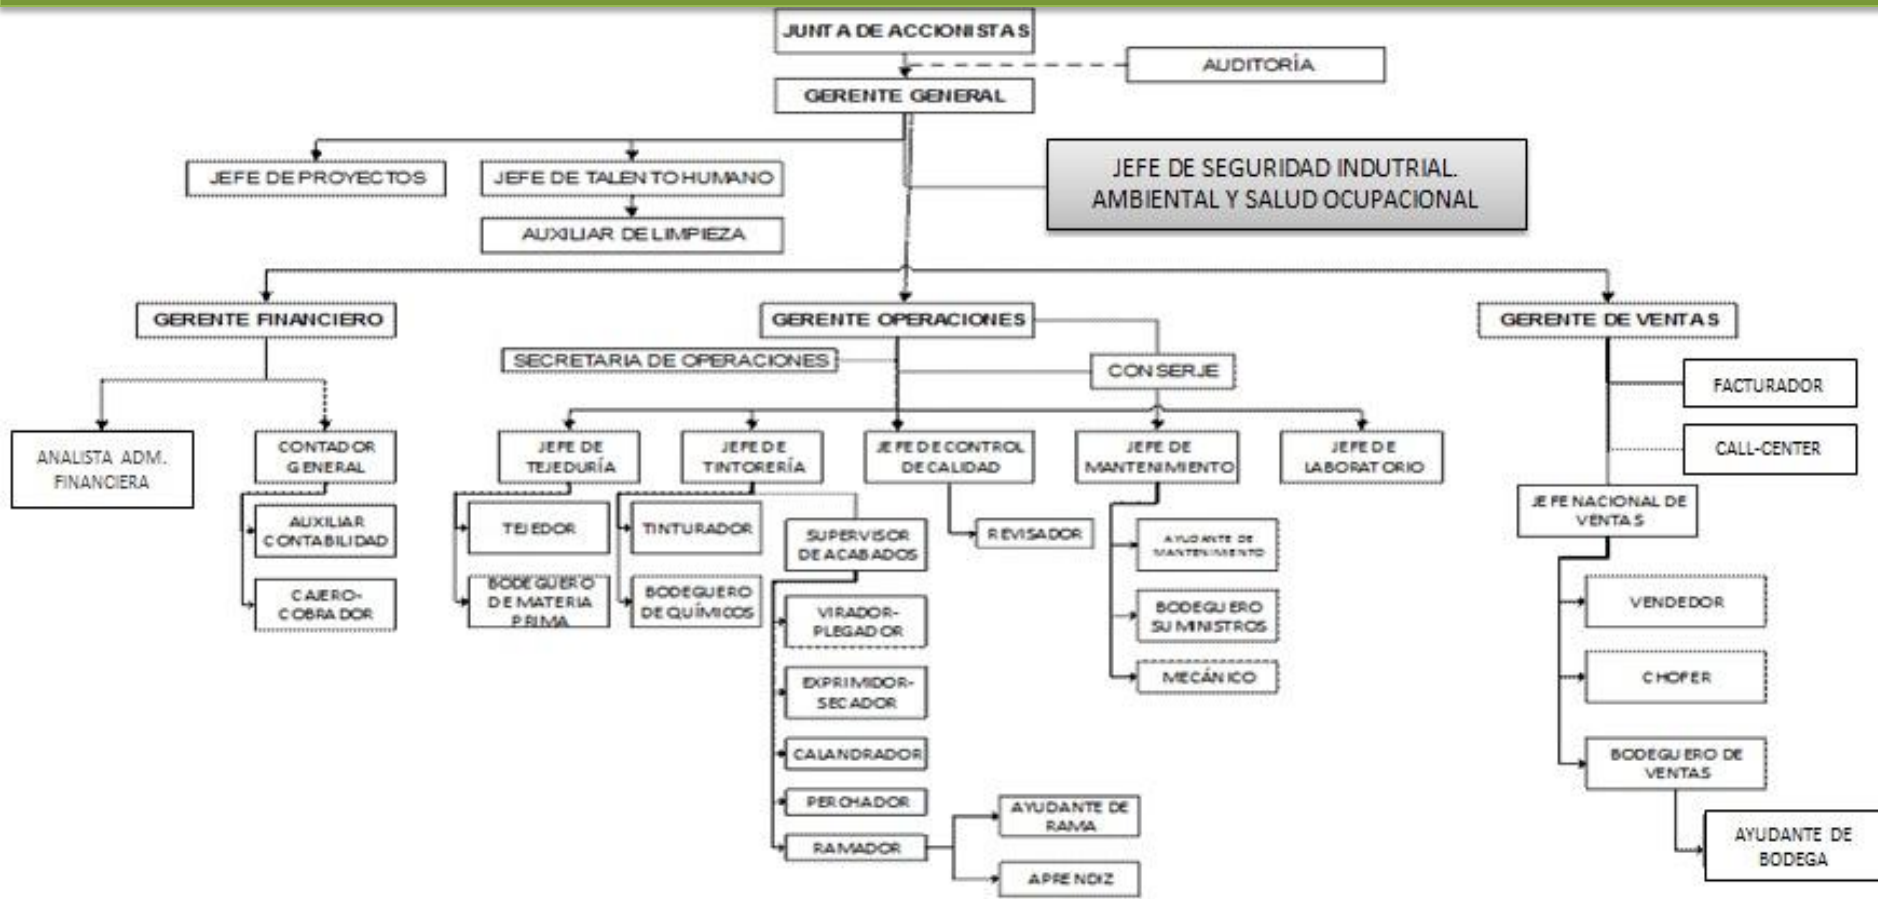 JUNTA DE ACCIONISTAS
AUDITORÍA
GERENTE GENERAL
JEFE DE PROYECTOS
JEFE DE TALENTO HUMANO
JEFE DE SEGURIDAD INDUTRIAL.
AMBIENTAL Y SALUD OCUPACIONAL
AUXILIAR DE LIMPIEZA
GERENTE FINANCIERO
GERENTE OPERACIONES
GERENTE DE VENTAS
SECRETARIA DE OPERACIONES
CONSERJE
FACTURADOR
CALL-CENTER
ANALISTA ADM.
FINANCIERA
CONTADOR
GENERAL
JEFE DE
TEJEDURÍA
JEFE DE
TINTORERÍA
JEFE DE CONTROL
DE CALIDAD
JEFE DE
MANTENIMIENTO
JEFE DE
LABORATORIO
JEFE NACIONAL DE
VENTAS
AUXILIAR
CONTABILIDAD
CAJERO-
COBRADOR
TEJEDOR
BODEGUERO
DE MATERIA
PRIMA
TINTURADOR
BODEGUERO
DE QUÍMICOS
SUPERVISOR
DE ACABADOS
VIRADOR-
PLEGADOR
EXPRIMIDOR-
SECADOR
CALANDRADOR
PERCHADOR
RAMADOR
AYUDANTE DE
RAMA
APRENDIZ
REVISADOR
AYUDANTE DE
MANTENIMIENTO
BODEGUERO
SUMINISTROS
MECÁNICO
VENDEDOR
CHOFER
BODEGUERO DE
VENTAS
AYUDANTE DE
BODEGA